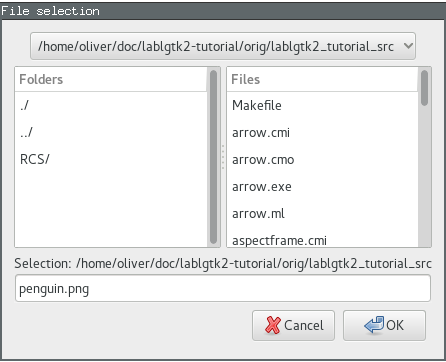 File selection
/home/oliver/doc/lablgtk2-tutorial/orig/lablgtk2_tutorial_src
Folders
./
../
RCS/
Files
Makefile
arrow.cmi
arrow.cmo
arrow.exe
arrow.ml
aspectframe.cmi
Selection: /home/oliver/doc/lablgtk2-tutorial/orig/lablgtk2_tutorial_src
penguin.png
Cancel
OK